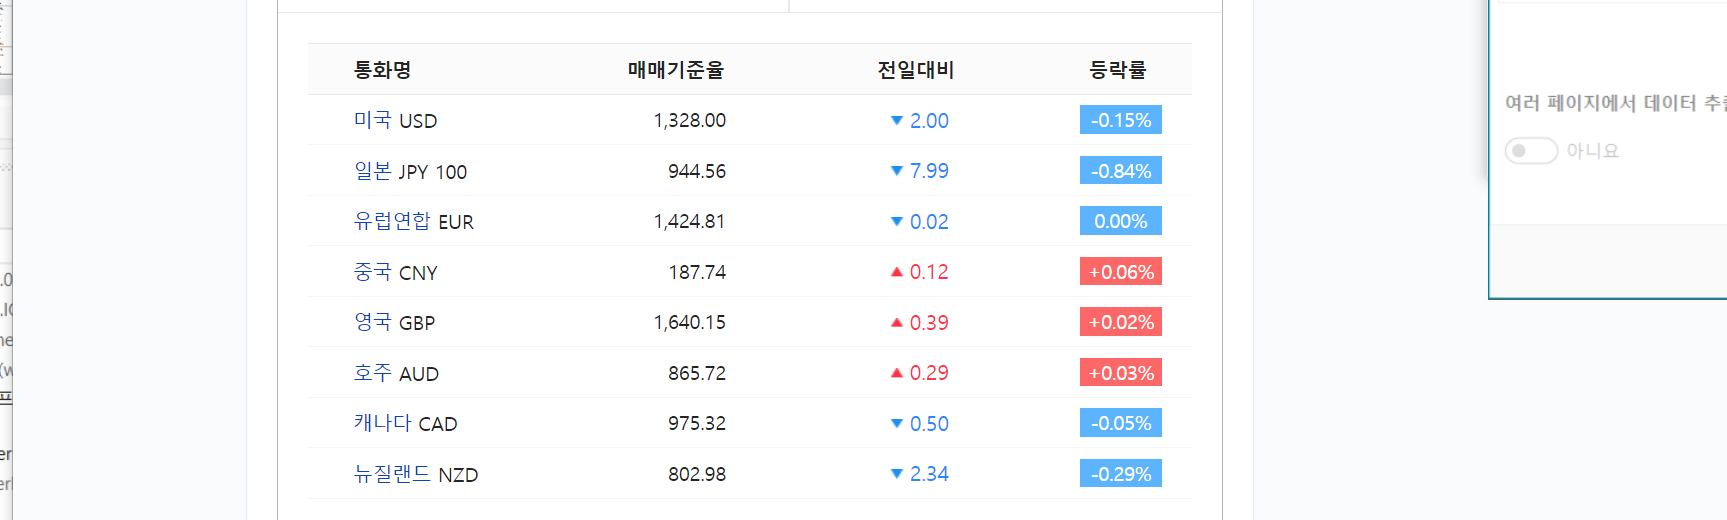 통화명 매매기준율 전일대비 등락률
미국 USD 1,328.00 ▼ 2.00 -0.15%
일본 JPY 100 944.56 ▼ 7.99 -0.84%
유럽연합 EUR 1,424.81 ▼ 0.02 0.00%
중국 CNY 187.74 ▲ 0.12 +0.06%
영국 GBP 1,640.15 ▲ 0.39 +0.02%
호주 AUD 865.72 ▲ 0.29 +0.03%
캐나다 CAD 975.32 ▼ 0.50 -0.05%
뉴질랜드 NZD 802.98 ▼ 2.34 -0.29%
여러 페이지에서 데이터
아니요